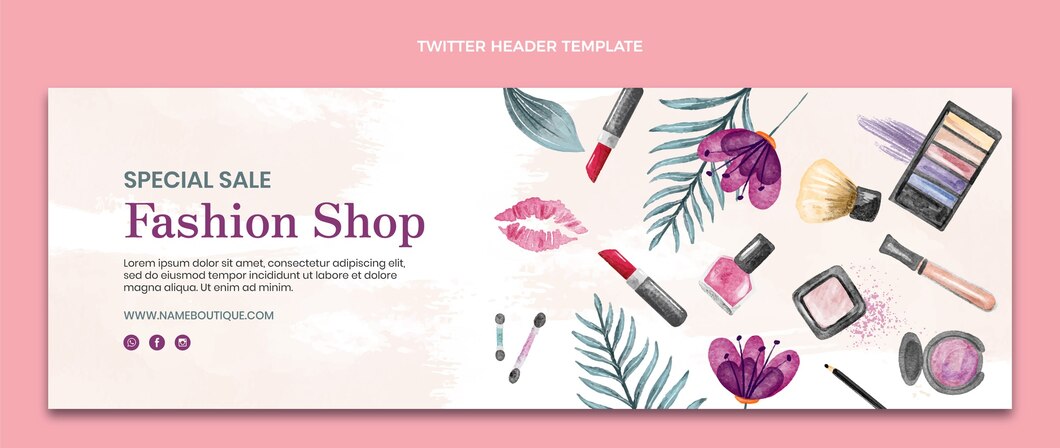 TWITTER HEADER TEMPLATE
SPECIAL SALE
Fashion Shop
Lorem ipsum dolor sit amet, consectetur adipiscing elit,
sed do eiusmod tempor incididunt ut labore et dolore
magna aliqua. Ut enim ad minim.
WWW.NAMEBOUTIQUE.COM